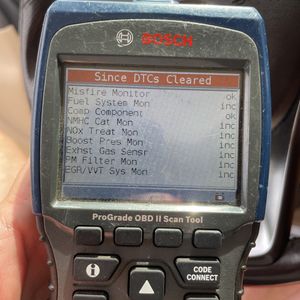 BOSCH
Since DTCs Cleared
Misfire Monitor ok
Fuel System Mon inc
Comp Component ok
NMHC Cat Mon inc
NOx Treat Mon inc
Boost Pres Mon inc
Exhst Gas Sensr inc
PM Filter Mon inc
EGR/VVT Sys Mon inc
ProGrade OBD II Scan Tool
i
CODE
CONNECT